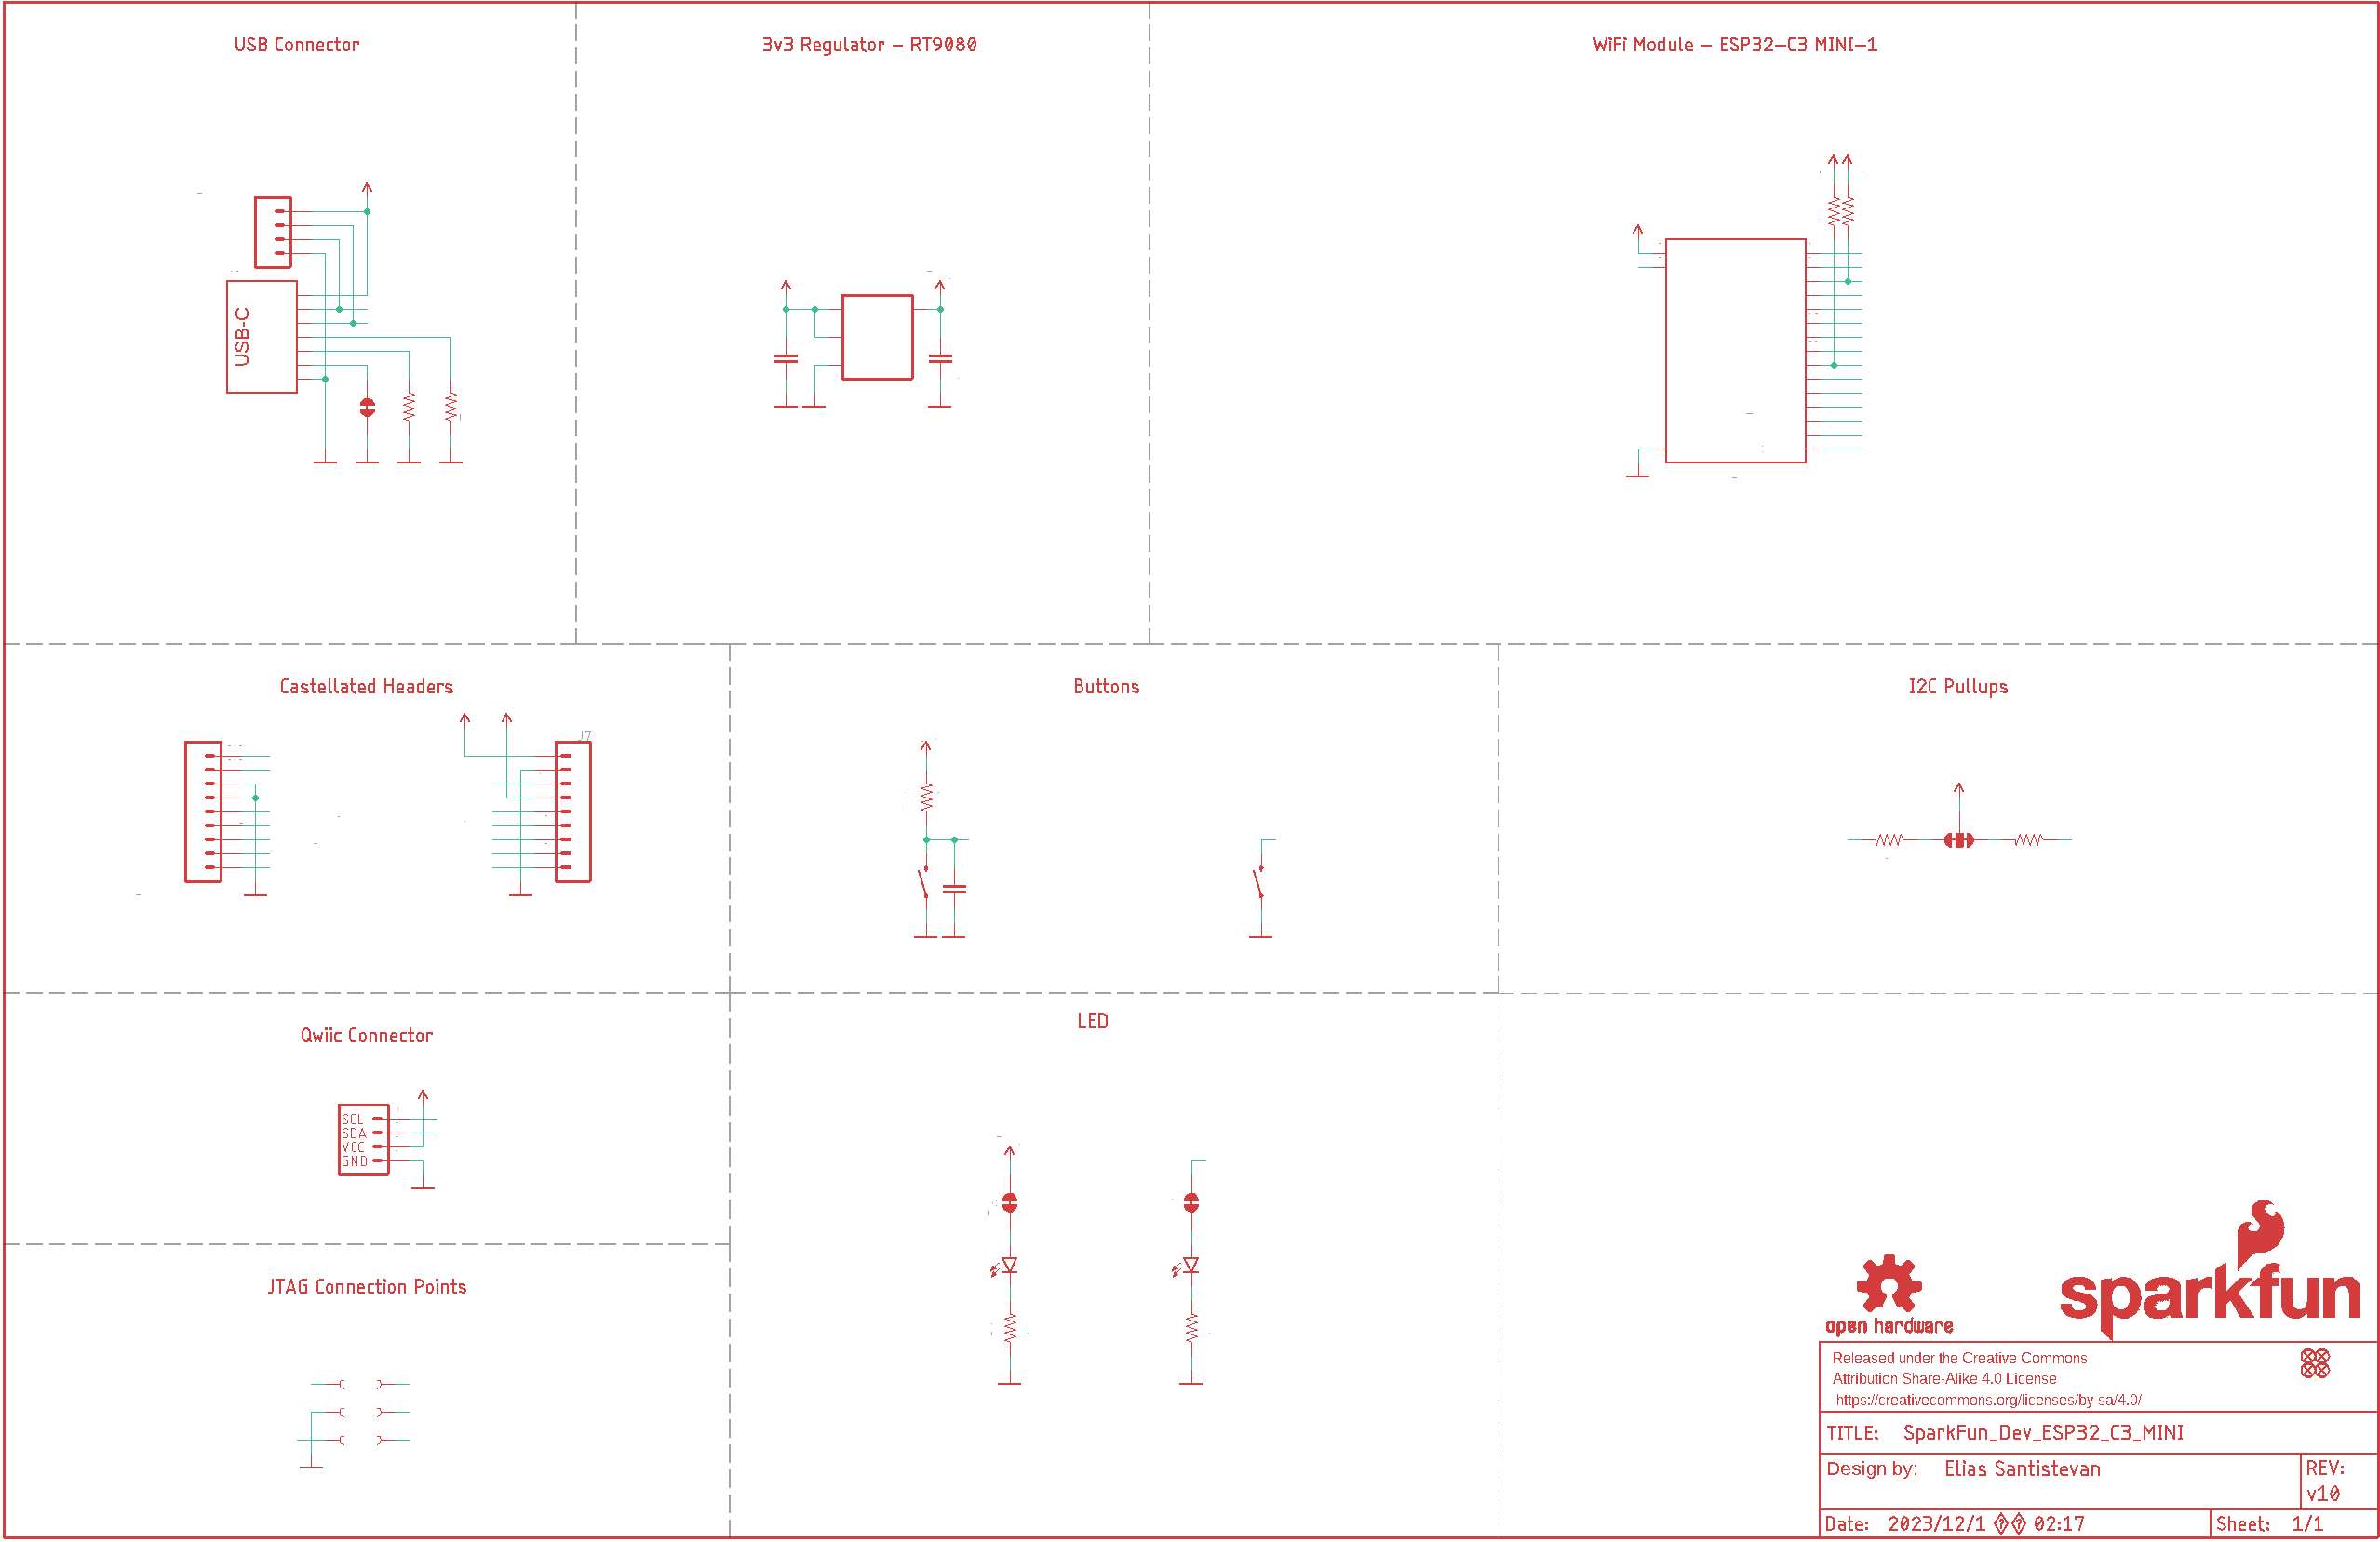 USB Connector
3v3 Regulator - RT9080
WiFi Module - ESP32-C3 MINI-1
USB-C
Castellated Headers
Buttons
I2C Pullups
J7
Qwiic Connector
LED
SCL
SDA
VCC
GND
JTAG Connection Points
open hardware
sparkfun
Released under the Creative Commons
Attribution Share-Alike 4.0 License
https://creativecommons.org/licenses/by-sa/4.0/
TITLE: SparkFun_Dev_ESP32_C3_MINI
Design by: Elias Santistevan
REV:
v10
Date: 2023/12/1 �� 02:17
Sheet: 1/1